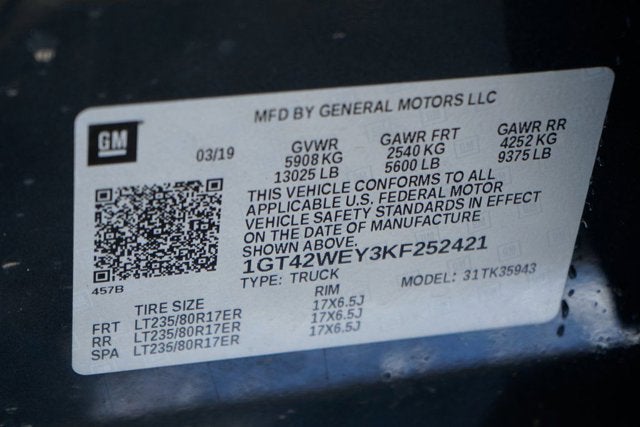 MFD BY GENERAL MOTORS LLC
GM
03/19
GVWR
5908 KG
13025 LB
GAWR FRT
2540 KG
5600 LB
GAWR RR
4252 KG
9375 LB
THIS VEHICLE CONFORMS TO ALL
APPLICABLE U.S. FEDERAL MOTOR
VEHICLE SAFETY STANDARDS IN EFFECT
ON THE DATE OF MANUFACTURE
SHOWN ABOVE.
1GT42WEY3KF252421
457B
TYPE: TRUCK
MODEL: 31TK35943
TIRE SIZE RIM
FRT LT235/80R17ER 17X6.5J
RR LT235/80R17ER 17X6.5J
SPA LT235/80R17ER 17X6.5J